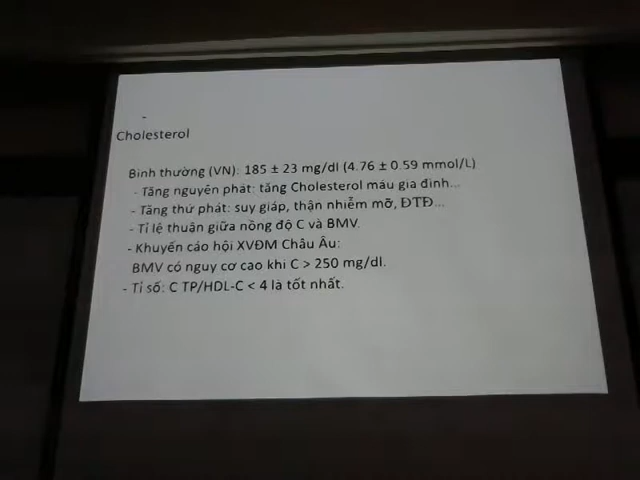 -
Cholesterol
Bình thường (VN): 185 ± 23 mg/dl (4.76 ± 0.59 mmol/L)
- Tăng nguyên phát: tăng Cholesterol máu gia đình...
- Tăng thứ phát: suy giáp, thận nhiễm mỡ, ĐTĐ...
- Tỉ lệ thuận giữa nồng độ C và BMV.
- Khuyến cáo hội XVĐM Châu Âu:
BMV có nguy cơ cao khi C > 250 mg/dl.
- Tỉ số: C TP/HDL-C < 4 là tốt nhất.